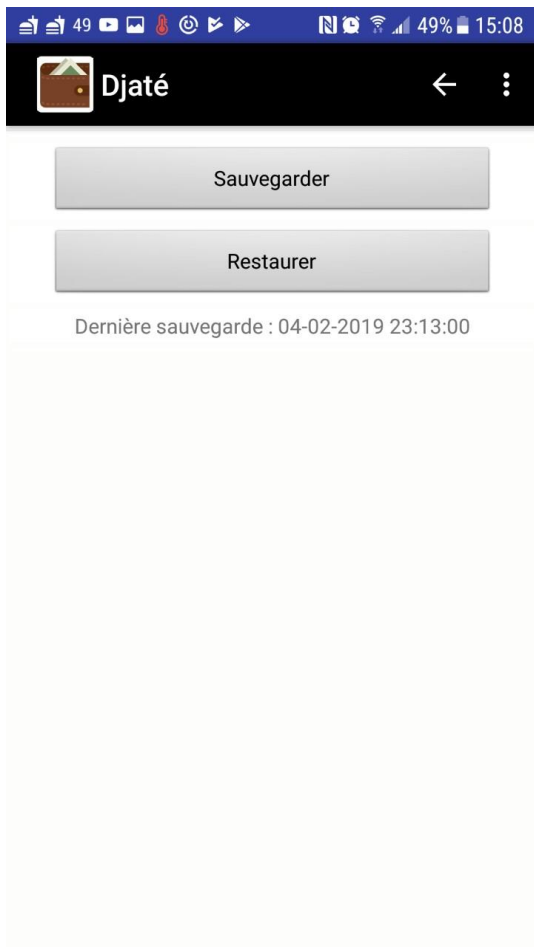 49 49% 15:08
Djaté
Sauvegarder
Restaurer
Dernière sauvegarde : 04-02-2019 23:13:00